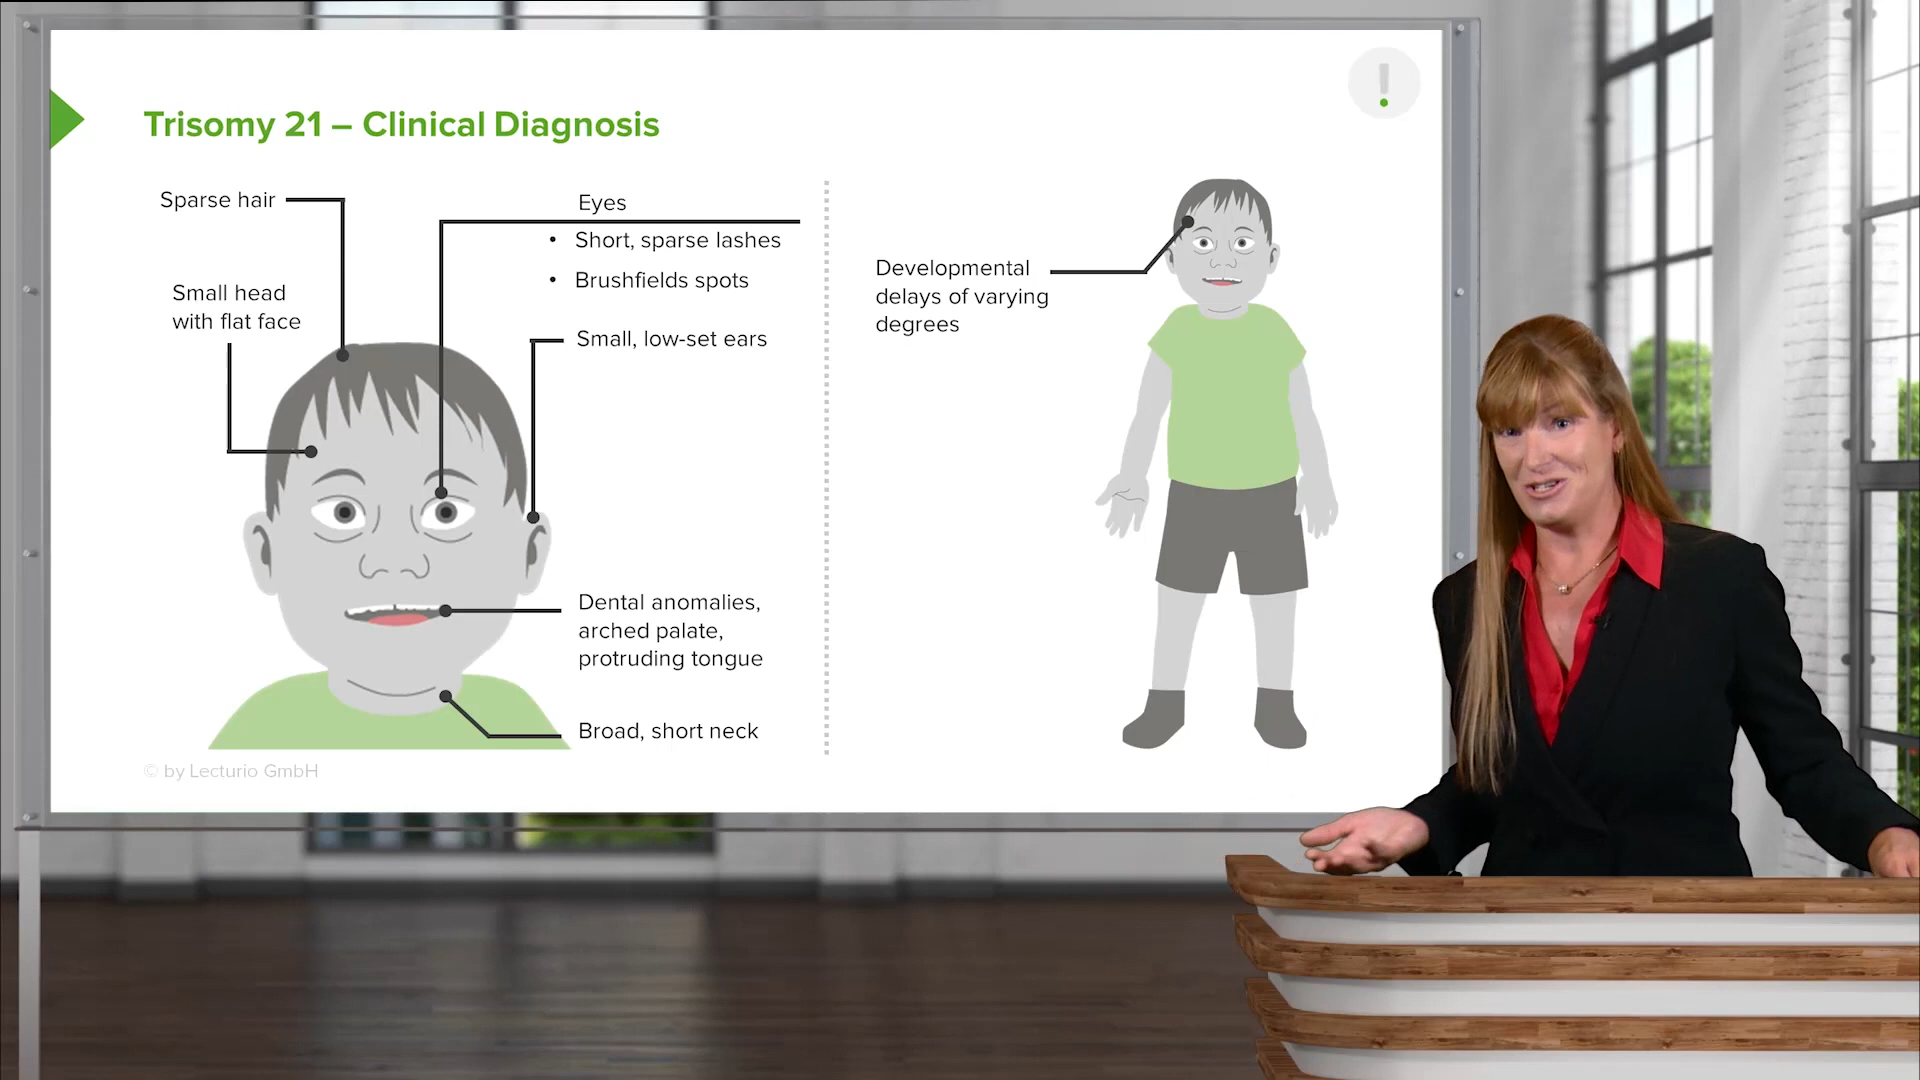 Trisomy 21 – Clinical Diagnosis
Sparse hair
Eyes
• Short, sparse lashes
• Brushfields spots
Small head
with flat face
Small, low-set ears
Dental anomalies,
arched palate,
protruding tongue
Broad, short neck
Developmental
delays of varying
degrees
© by Lecturio GmbH